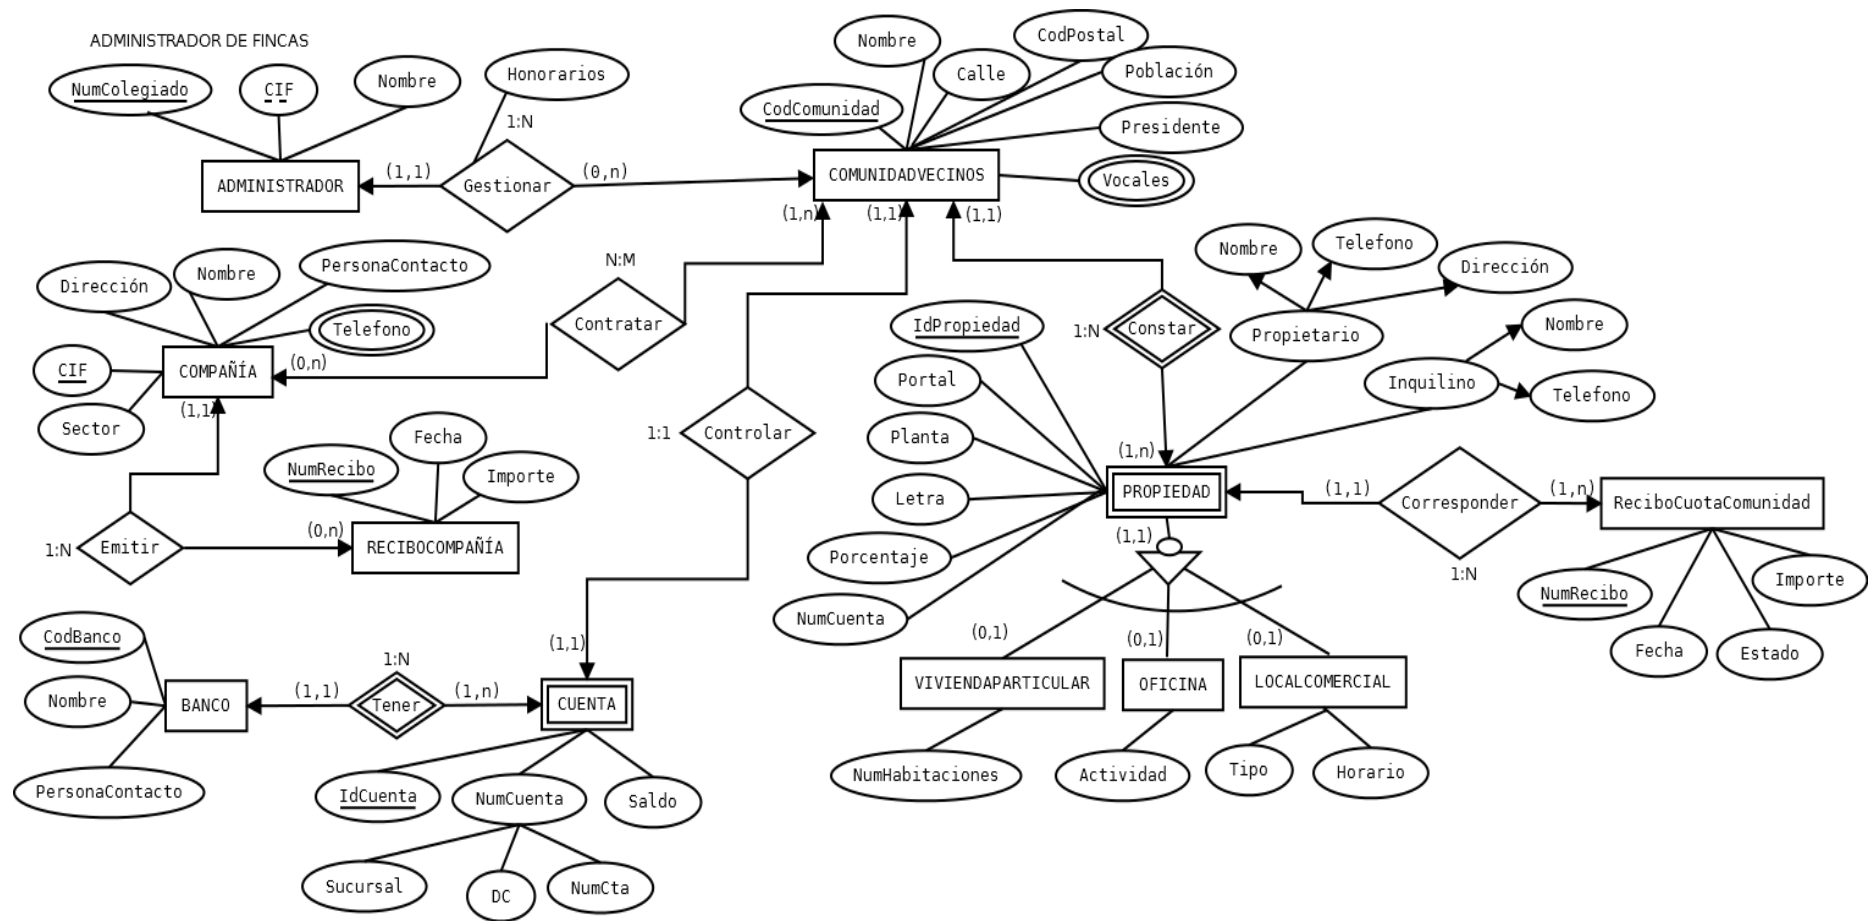 ADMINISTRADOR DE FINCAS
NumColegiado
CIF
Nombre
Honorarios
1:N
ADMINISTRADOR
(1,1)
Gestionar
(0,n)
Nombre
CodPostal
Calle
Población
CodComunidad
Presidente
COMUNIDADVECINOS
Vocales
(1,n)
(1,1)
(1,1)
Dirección
Nombre
PersonaContacto
Telefono
CIF
COMPAÑÍA
(0,n)
Sector
(1,1)
N:M
Contratar
1:1
Controlar
NumRecibo
Fecha
Importe
1:N
Emitir
(0,n)
RECIBOCOMPAÑÍA
1:N
Constar
Nombre
Telefono
Dirección
Propietario
Nombre
Inquilino
Telefono
IdPropiedad
Portal
Planta
Letra
Porcentaje
NumCuenta
(1,n)
PROPIEDAD
(1,1)
(1,1)
Corresponder
(1,n)
1:N
ReciboCuotaComunidad
NumRecibo
Fecha
Estado
Importe
(0,1)
(0,1)
(0,1)
VIVIENDAPARTICULAR
OFICINA
LOCALCOMERCIAL
NumHabitaciones
Actividad
Tipo
Horario
CodBanco
Nombre
PersonaContacto
BANCO
(1,1)
1:N
Tener
(1,n)
(1,1)
CUENTA
IdCuenta
NumCuenta
Saldo
Sucursal
DC
NumCta